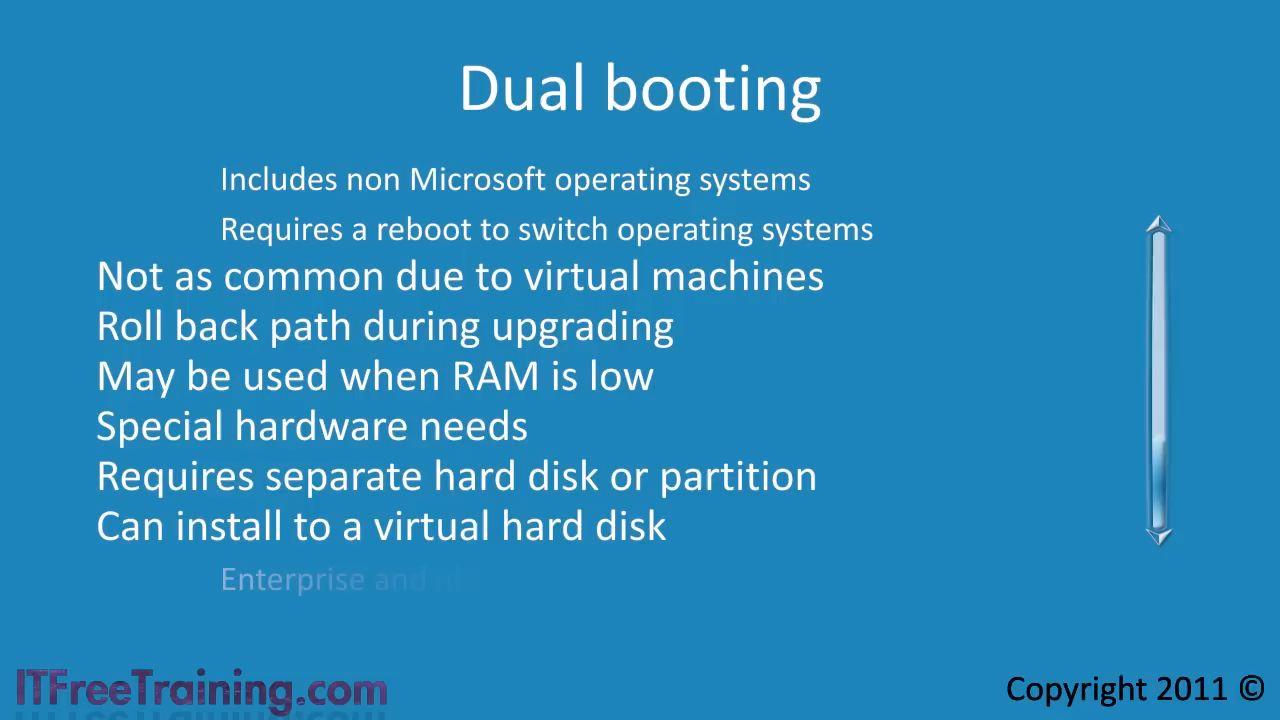 Dual booting
Includes non Microsoft operating systems
Requires a reboot to switch operating systems
Not as common due to virtual machines
Roll back path during upgrading
May be used when RAM is low
Special hardware needs
Requires separate hard disk or partition
Can install to a virtual hard disk
Enterprise and
ITFreeTraining.com
Copyright 2011 ©